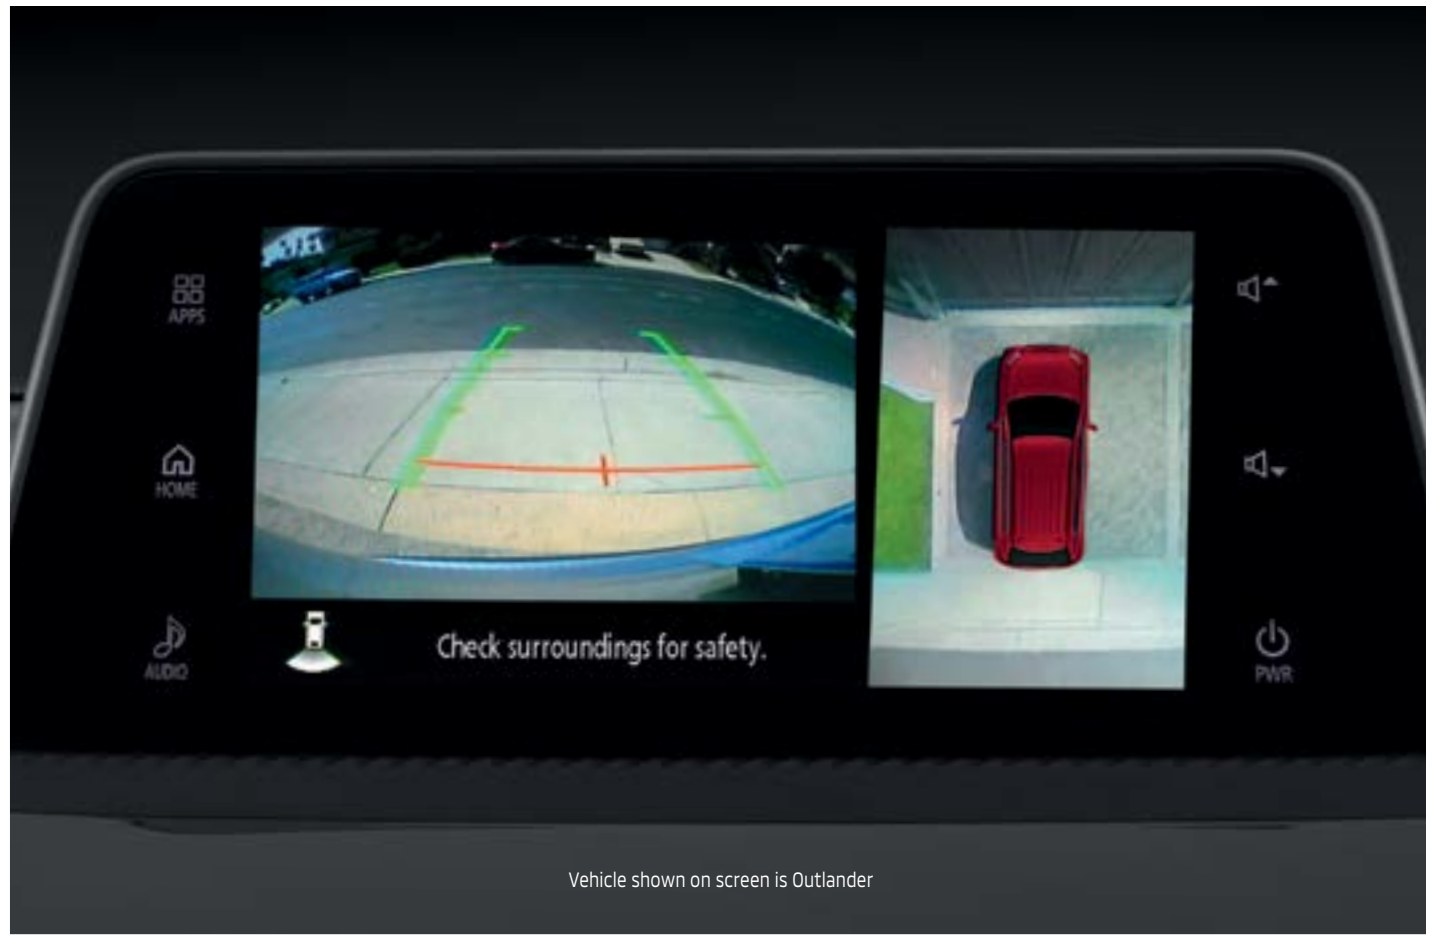 APPS
HOME
AUDIO
Check surroundings for safety.
PWR
Vehicle shown on screen is Outlander